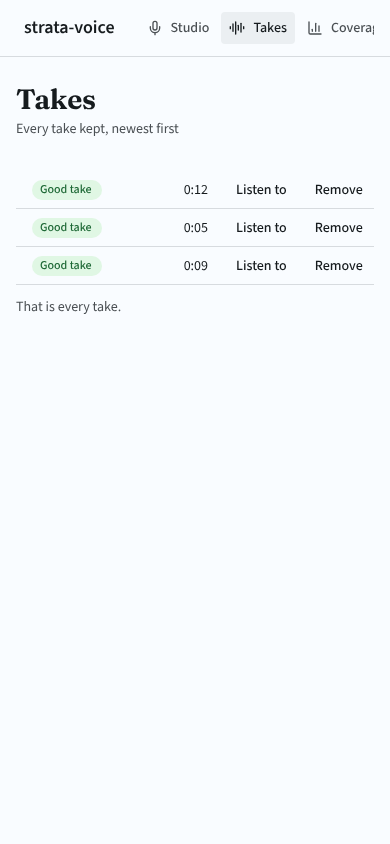 strata-voice Studio Takes
Takes
Every take kept, newest first
Good take 0:12 Listen to Remove
Good take 0:05 Listen to Remove
Good take 0:09 Listen to Remove
That is every take.